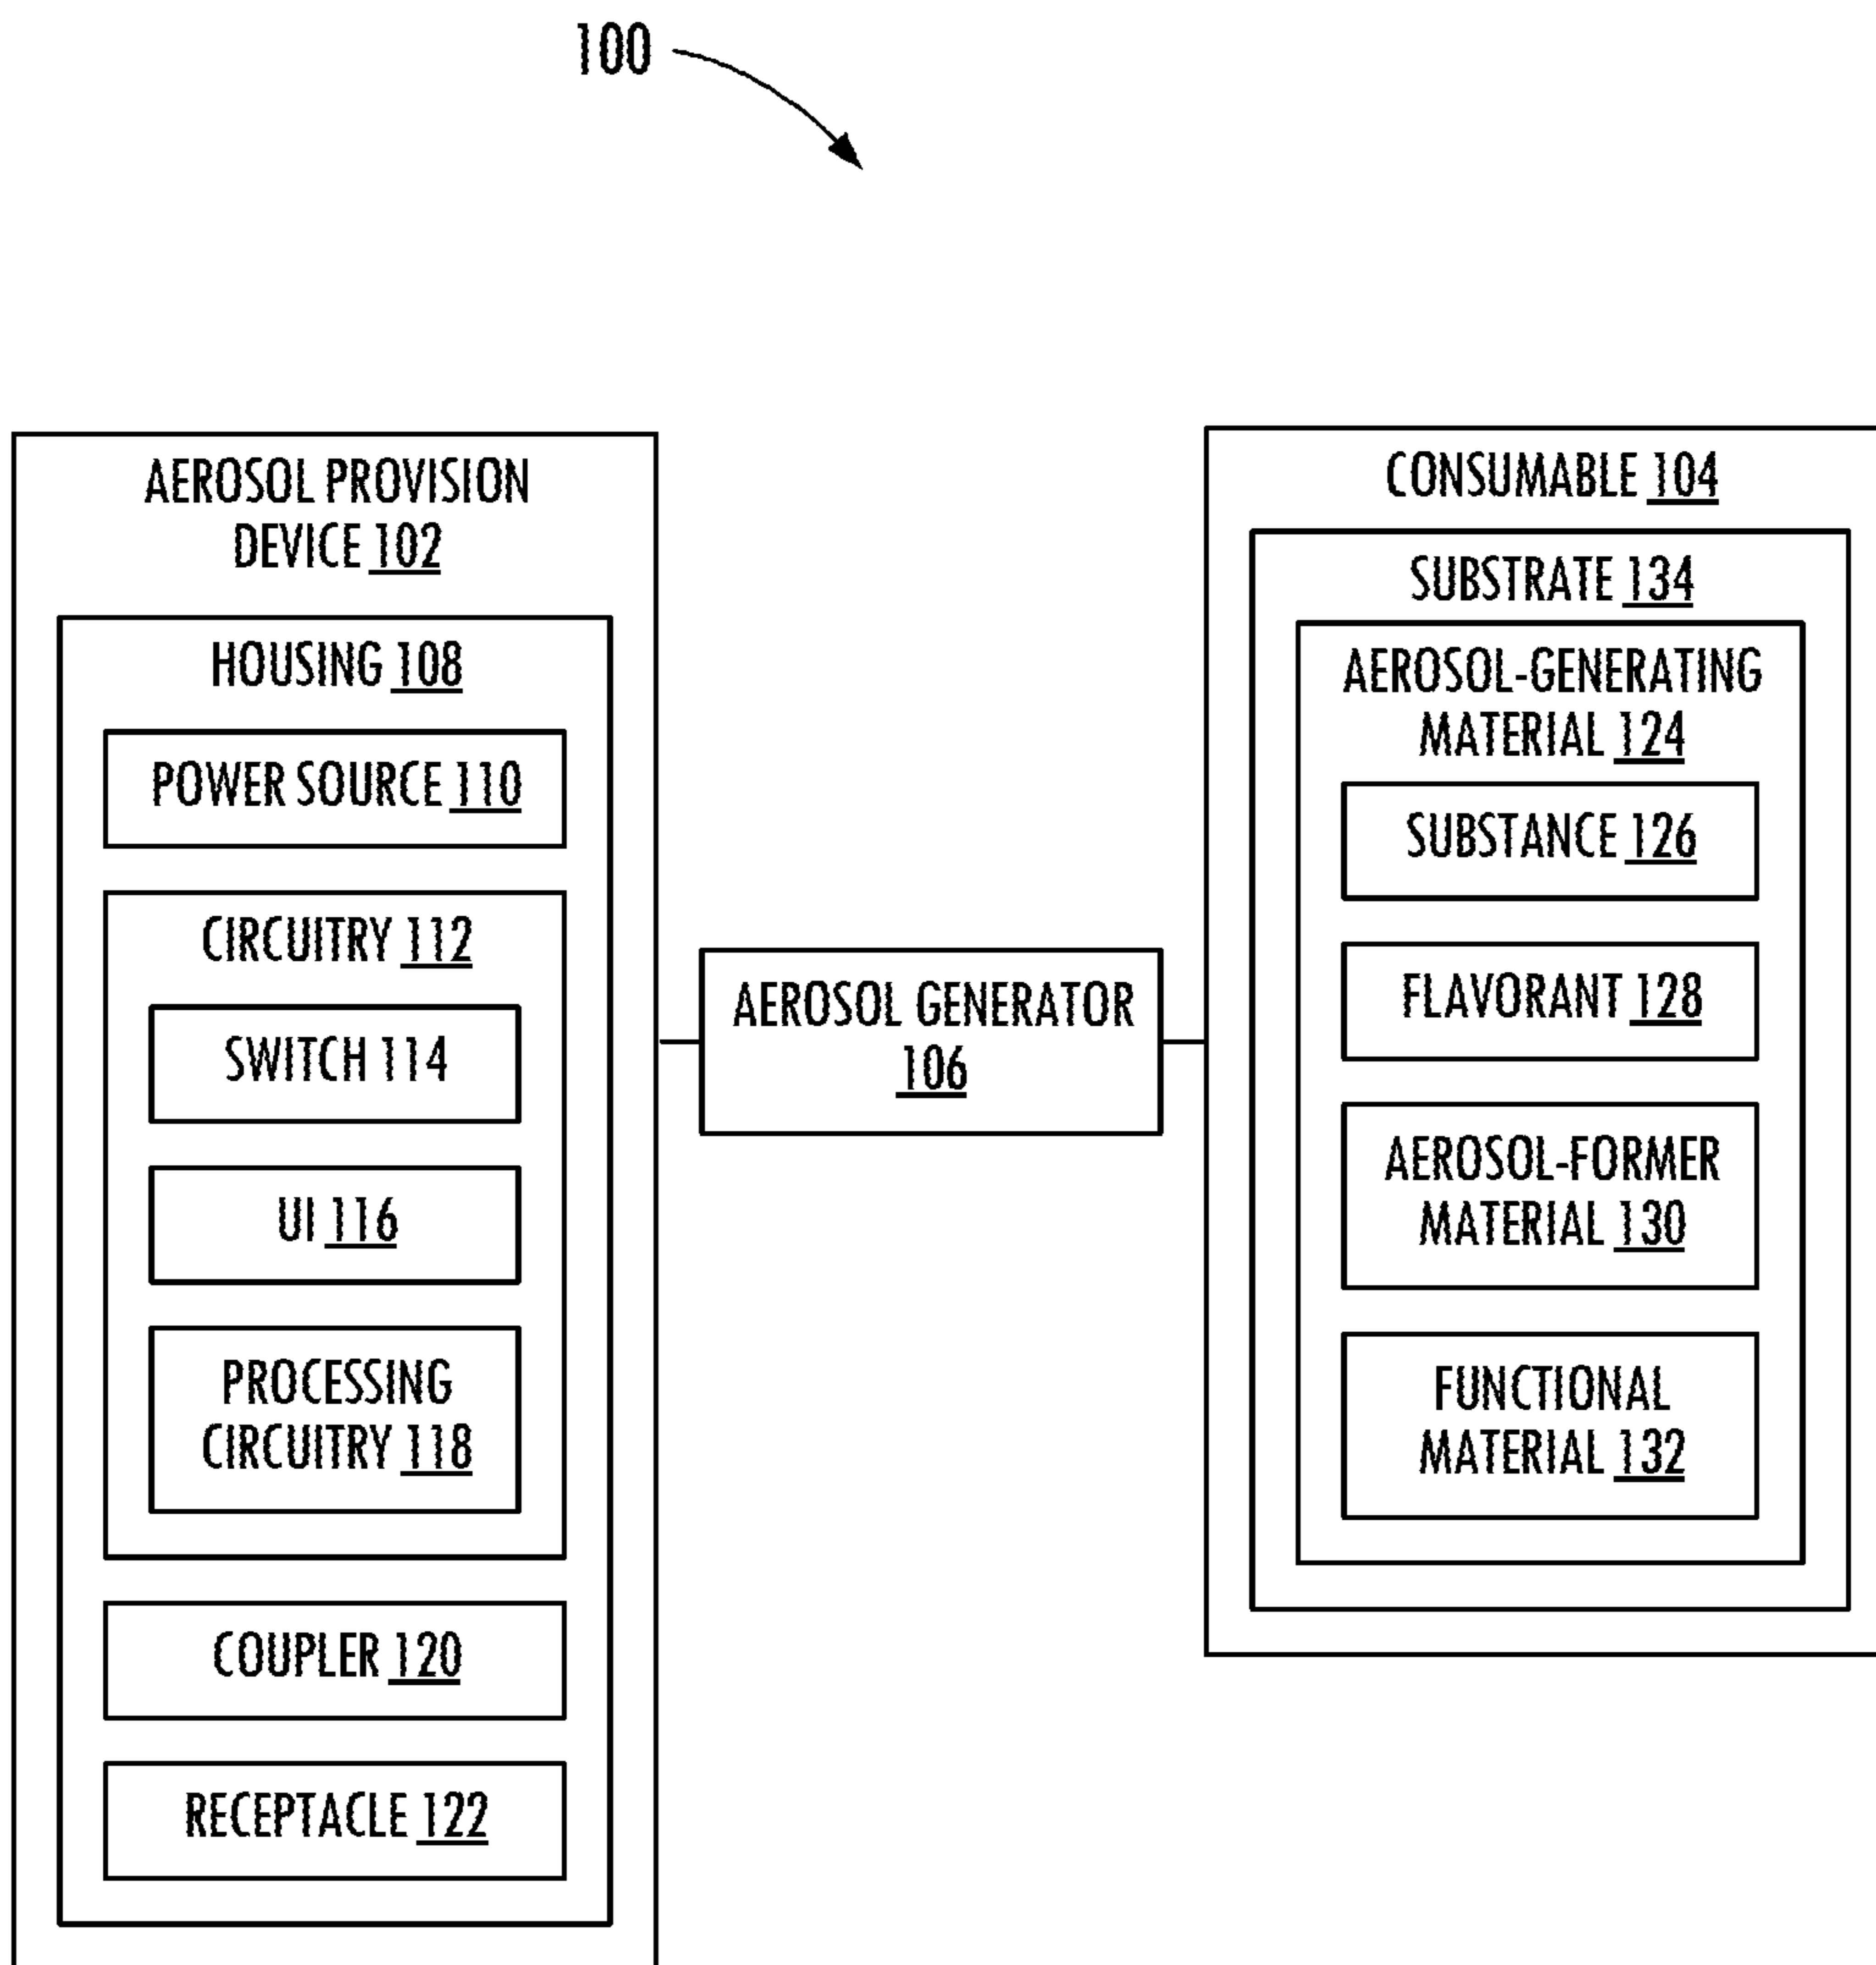 100
AEROSOL PROVISION
DEVICE 102
HOUSING 108
POWER SOURCE 110
CIRCUITRY 112
SWITCH 114
UI 116
PROCESSING
CIRCUITRY 118
COUPLER 120
RECEPTACLE 122
AEROSOL GENERATOR
106
CONSUMABLE 104
SUBSTRATE 134
AEROSOL-GENERATING
MATERIAL 124
SUBSTANCE 126
FLAVORANT 128
AEROSOL-FORMER
MATERIAL 130
FUNCTIONAL
MATERIAL 132